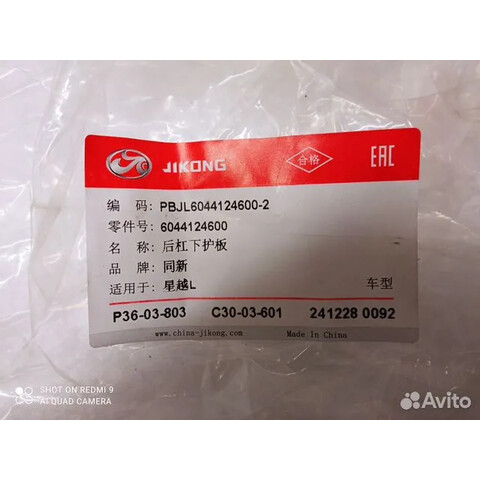 JIKONG
合格
EAC
编 码: PBJL6044124600-2
零件号: 6044124600
名 称: 后杠下护板
品 牌: 同新
适用于: 星越L 车型
P36-03-803 C30-03-601 241228 0092
www.china-jikong.com Made In China
SHOT ON REDMI 9
AI QUAD CAMERA
Avito